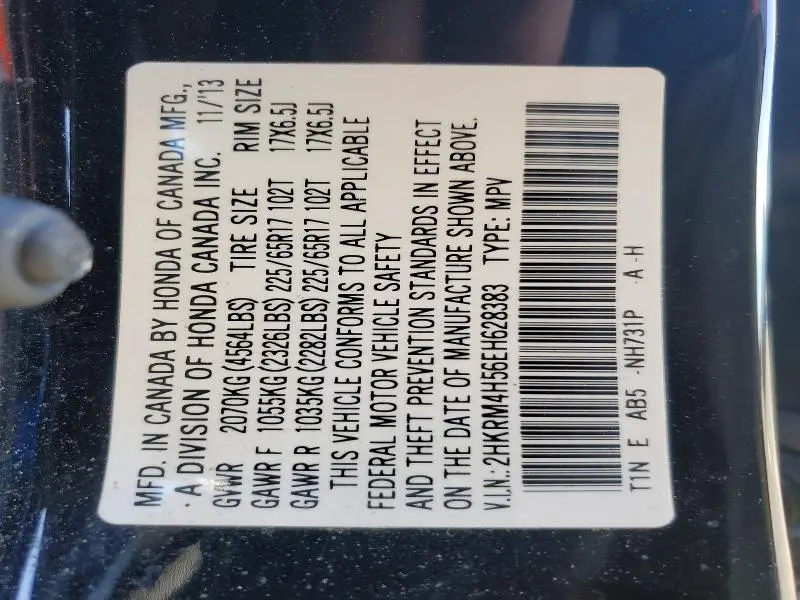 MFD. IN CANADA BY HONDA OF CANADA MFG.,
· A DIVISION OF HONDA CANADA INC. 11/'13
GVWR 2070KG(4564LBS) TIRE SIZE RIM SIZE
GAWR F 1055KG(2326LBS) 225/65R17 102T 17X6.5J
GAWR R 1035KG(2282LBS) 225/65R17 102T 17X6.5J
THIS VEHICLE CONFORMS TO ALL APPLICABLE
FEDERAL MOTOR VEHICLE SAFETY
AND THEFT PREVENTION STANDARDS IN EFFECT
ON THE DATE OF MANUFACTURE SHOWN ABOVE.
V.I.N.:2HKRM4H56EH628383 TYPE: MPV
T1N E AB5 -NH731P -A-H